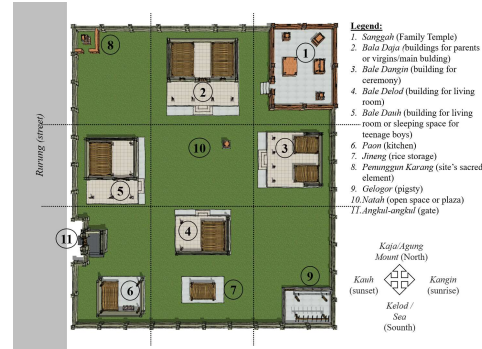 Rurung (street)
8
1
2
10
3
5
4
11
6
7
9
Legend:
1. Sanggah (Family Temple)
2. Bala Daja (buildings for parents
or virgins/main bulding)
3. Bale Dangin (building for
ceremony)
4. Bale Delod (building for living
room)
5. Bale Dauh (building for living
room or sleeping space for
teenage boys)
6. Paon (kitchen)
7. Jineng (rice storage)
8. Penunggun Karang (site's sacred
element)
9. Gelogor (pigsty)
10. Natah (open space or plaza)
11. Angkul-angkul (gate)
Kaja/Agung
Mount (North)
Kauh
(sunset)
Kangin
(sunrise)
Kelod /
Sea
(Sounth)